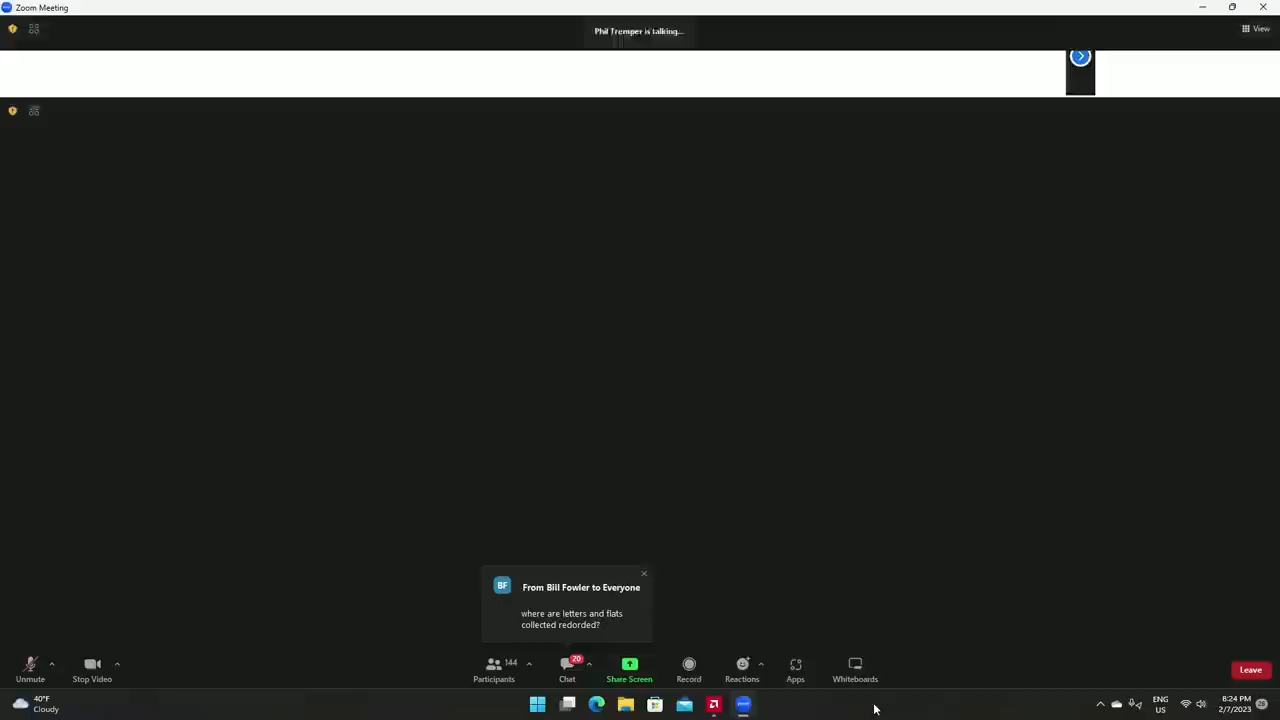 Zoom Meeting
Phil Tremper is talking...
View
BF
From Bill Fowler to Everyone
where are letters and flats
collected redorded?
144
20
Unmute
Stop Video
Participants
Chat
Share Screen
Record
Reactions
Apps
Whiteboards
Leave
40°F
Cloudy
ENG
US
8:24 PM
2/7/2023